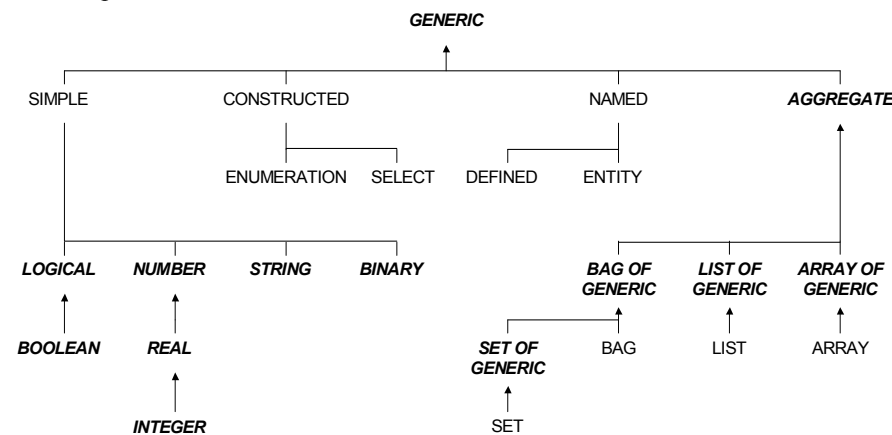 GENERIC
SIMPLE CONSTRUCTED NAMED AGGREGATE
ENUMERATION SELECT DEFINED ENTITY
LOGICAL NUMBER STRING BINARY BAG OF LIST OF ARRAY OF
GENERIC GENERIC GENERIC
BOOLEAN REAL SET OF BAG LIST ARRAY
GENERIC
INTEGER SET